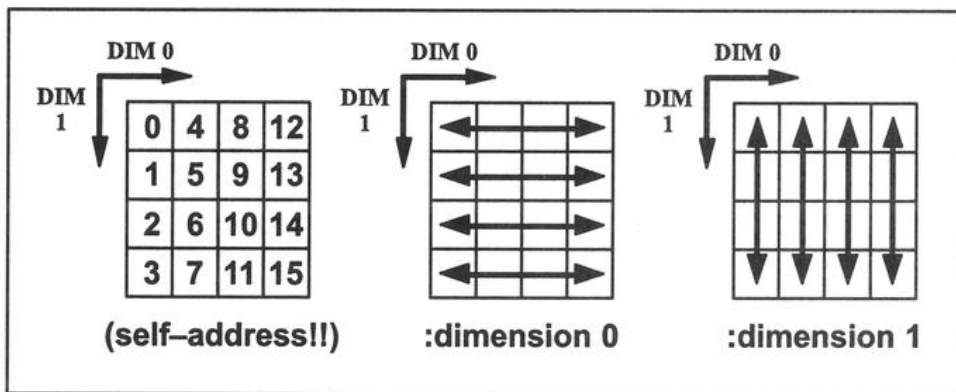 DIM 0
DIM
1
0 4 8 12
1 5 9 13
2 6 10 14
3 7 11 15
(self–address!!)
DIM 0
DIM
1
:dimension 0
DIM 0
DIM
1
:dimension 1